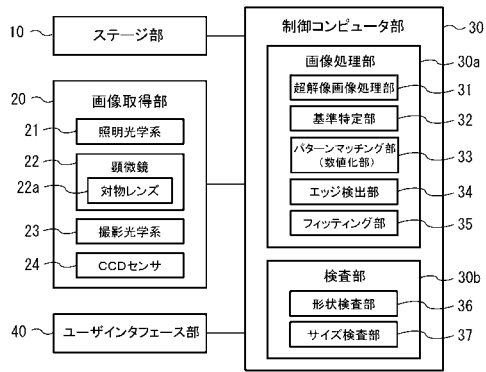 10
ステージ部
20
画像取得部
21
照明光学系
22
顕微鏡
22a
対物レンズ
23
撮影光学系
24
CCDセンサ
40
ユーザインタフェース部
制御コンピュータ部
30
画像処理部
30a
超解像画像処理部
31
基準特定部
32
パターンマッチング部
(数値化部)
33
エッジ検出部
34
フィッティング部
35
検査部
30b
形状検査部
36
サイズ検査部
37